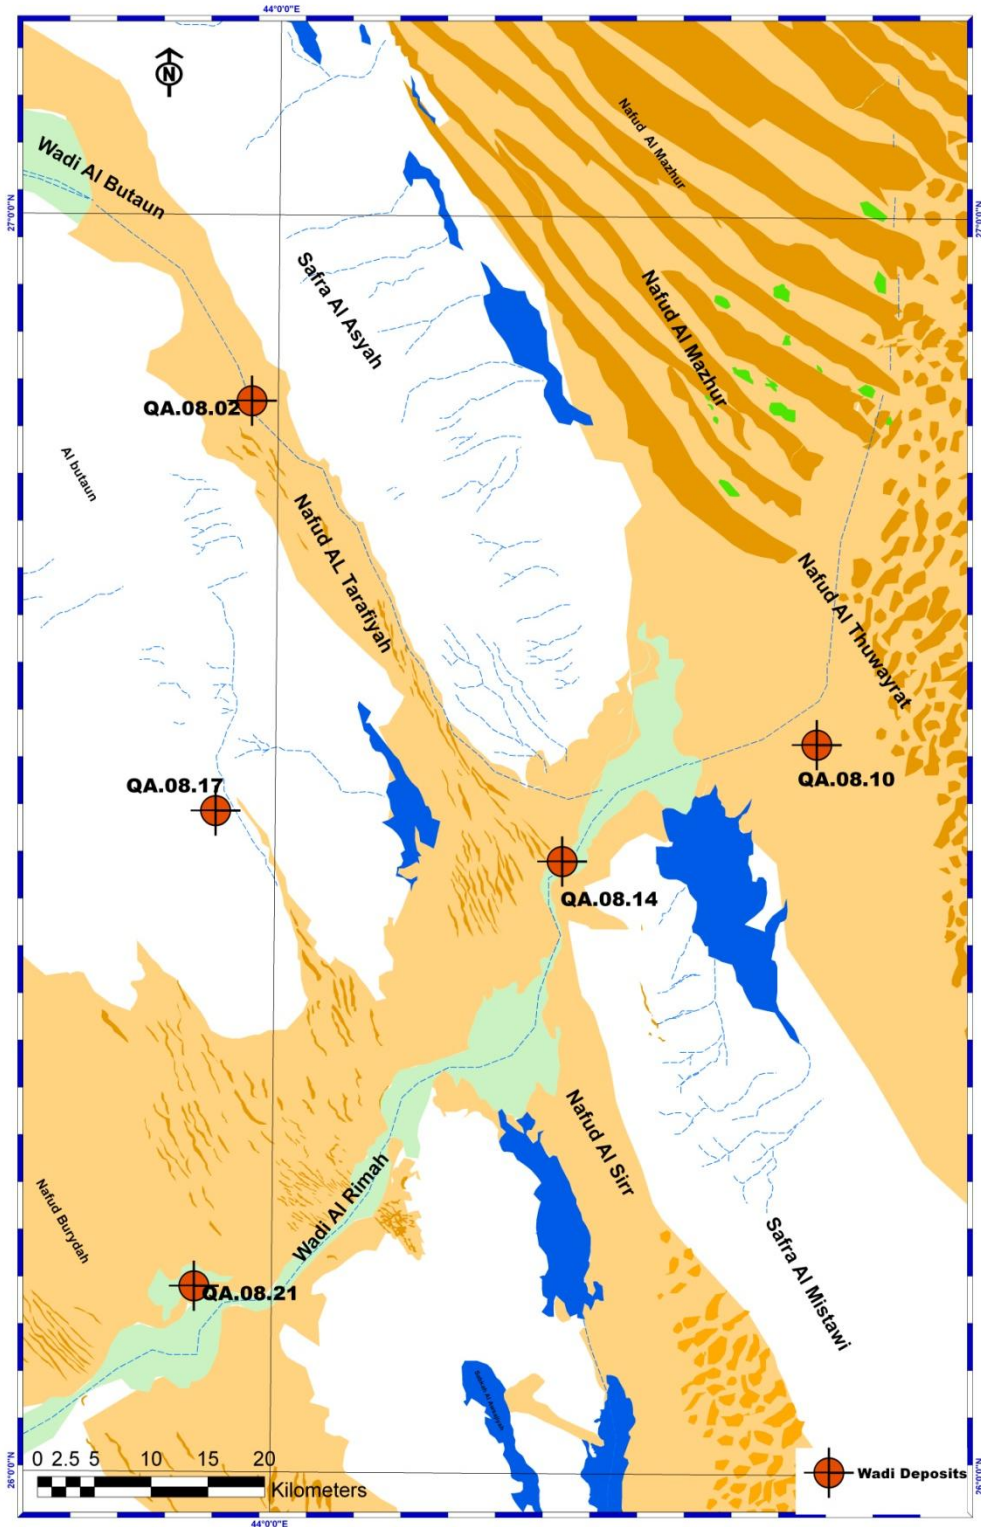 44°0'0"E
N
Nafud Al Mazhur
Wadi Al Butaun
27°0'0"N
27°0'0"N
Safra Al Asyah
Nafud Al Mazhur
QA.08.02
Al butaun
Nafud AL Tarafiyah
Nafud Al Thuwayrat
QA.08.17
QA.08.10
QA.08.14
Nafud Al Sirr
Wadi Al Rimah
Nafud Burydah
Safra Al Mistawi
QA.08.21
0 2.5 5 10 15 20
Kilometers
Wadi Deposits
26°0'0"N
26°0'0"N
44°0'0"E